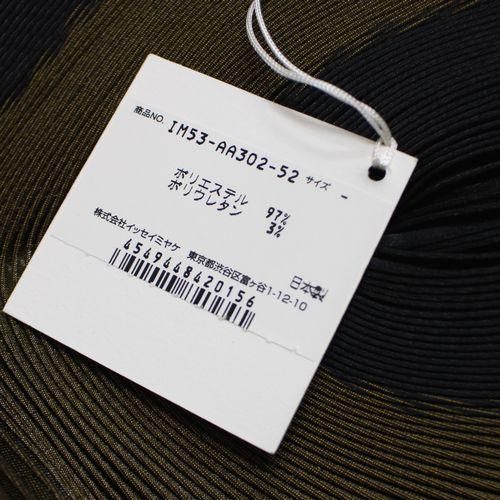 商品NO. IM53-AA302-52 サイズ -
ポリエステル 97%
ポリウレタン 3%
日本製
株式会社イッセイミヤケ 東京都渋谷区富ヶ谷1-12-10
4549448420156